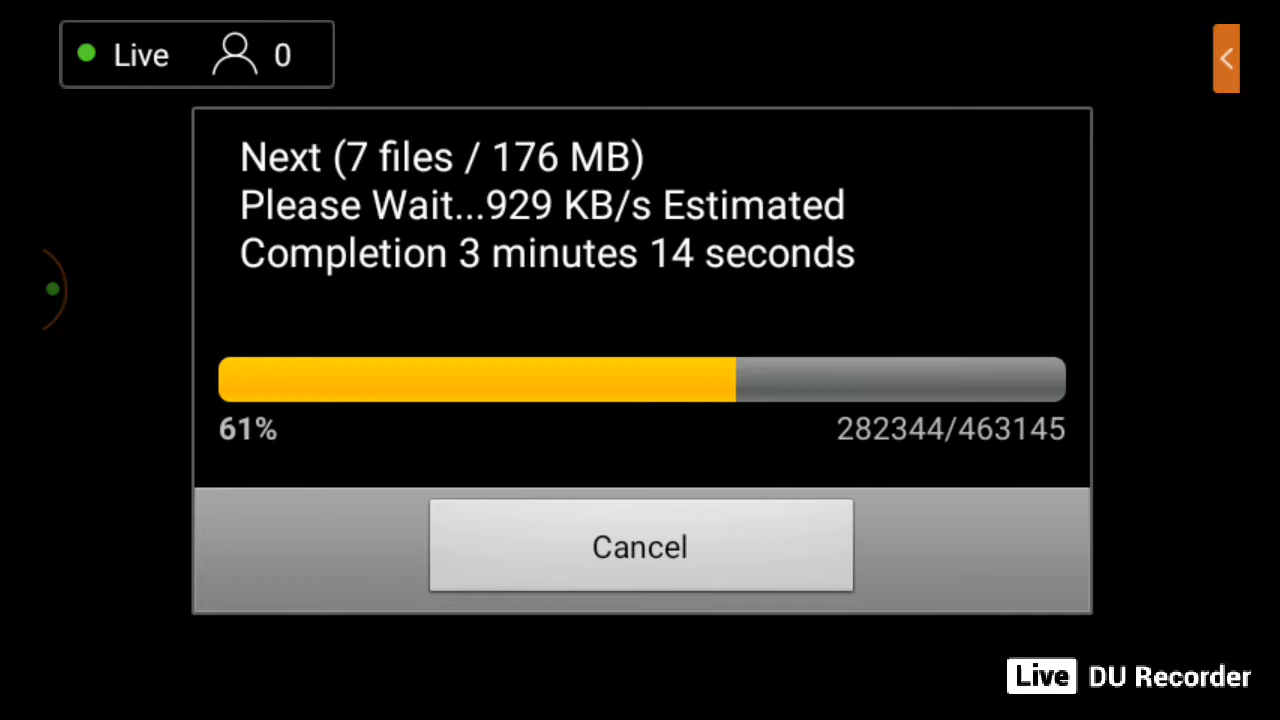 Live 0
Next (7 files / 176 MB)
Please Wait...929 KB/s Estimated
Completion 3 minutes 14 seconds
61% 282344/463145
Cancel
Live DU Recorder